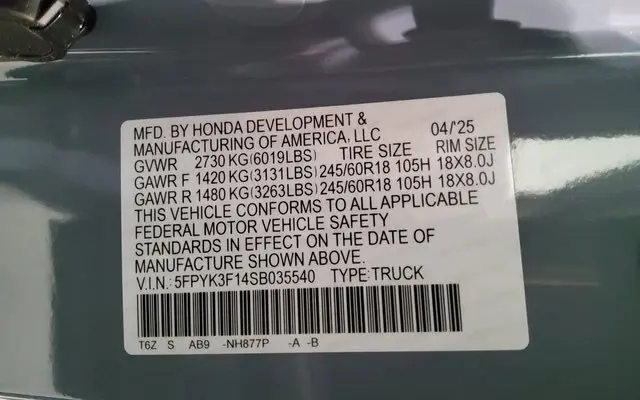 MFD. BY HONDA DEVELOPMENT &
MANUFACTURING OF AMERICA, LLC 04/'25
GVWR 2730 KG(6019LBS) TIRE SIZE RIM SIZE
GAWR F 1420 KG(3131LBS) 245/60R18 105H 18X8.0J
GAWR R 1480 KG(3263LBS) 245/60R18 105H 18X8.0J
THIS VEHICLE CONFORMS TO ALL APPLICABLE
FEDERAL MOTOR VEHICLE SAFETY
STANDARDS IN EFFECT ON THE DATE OF
MANUFACTURE SHOWN ABOVE.
V.I.N.: 5FPYK3F14SB035540 TYPE: TRUCK
T6Z S AB9 -NH877P -A -B